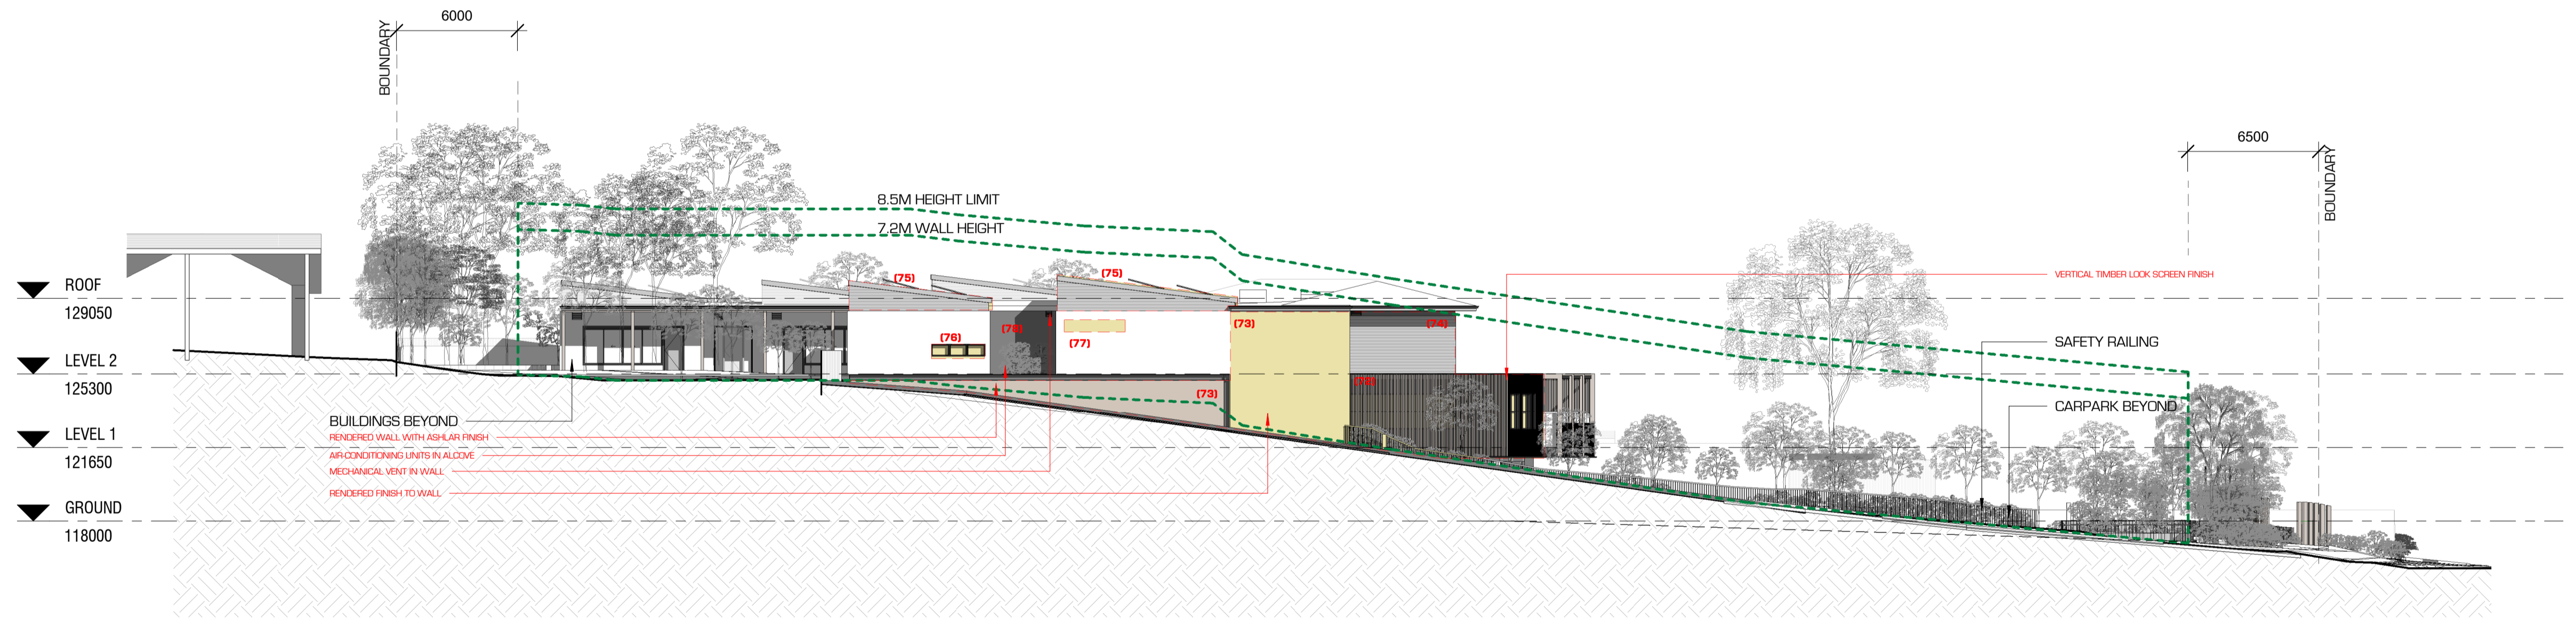 6000
BOUNDARY
6500
BOUNDARY
8.5M HEIGHT LIMIT
7.2M WALL HEIGHT
(75)
(75)
VERTICAL TIMBER LOOK SCREEN FINISH
ROOF
129050
(73)
(74)
(76)
(77)
SAFETY RAILING
LEVEL 2
125300
(73)
CARPARK BEYOND
BUILDINGS BEYOND
RENDERED WALL WITH ASHLAR FINISH
LEVEL 1
121650
AIR-CONDITIONING UNITS IN ALCOVE
MECHANICAL VENT IN WALL
RENDERED FINISH TO WALL
GROUND
118000